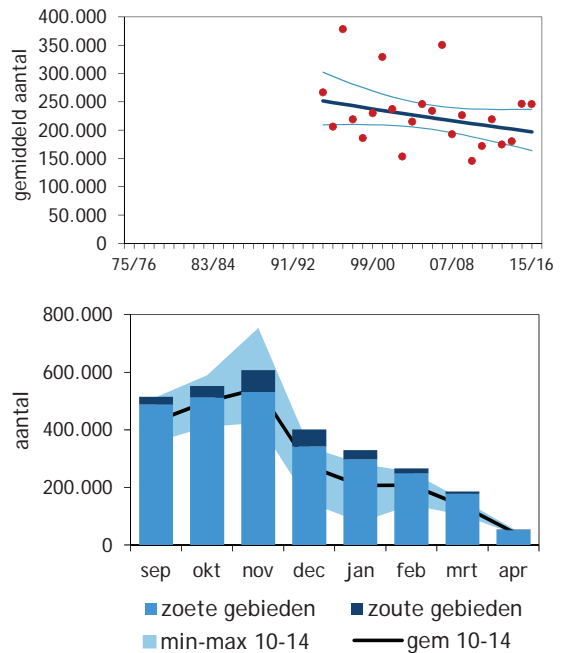 400.000
350.000
300.000
250.000
200.000
150.000
100.000
50.000
0
gemiddeld aantal
75/76 83/84 91/92 99/00 07/08 15/16
800.000
600.000
400.000
200.000
0
aantal
sep okt nov dec jan feb mrt apr
zoete gebieden zoute gebieden
min-max 10-14 gem 10-14